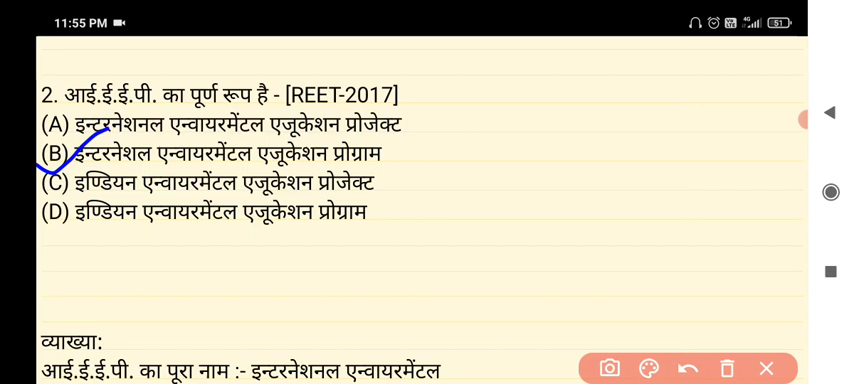 11:55 PM
4G
51
2. आई.ई.ई.पी. का पूर्ण रूप है - [REET-2017]
(A) इन्टरनेशनल एन्वायरमेंटल एजूकेशन प्रोजेक्ट
(B) इन्टरनेशल एन्वायरमेंटल एजूकेशन प्रोग्राम
(C) इण्डियन एन्वायरमेंटल एजूकेशन प्रोजेक्ट
(D) इण्डियन एन्वायरमेंटल एजूकेशन प्रोग्राम
व्याख्या:
आई.ई.ई.पी. का पूरा नाम :- इन्टरनेशनल एन्वायरमेंटल